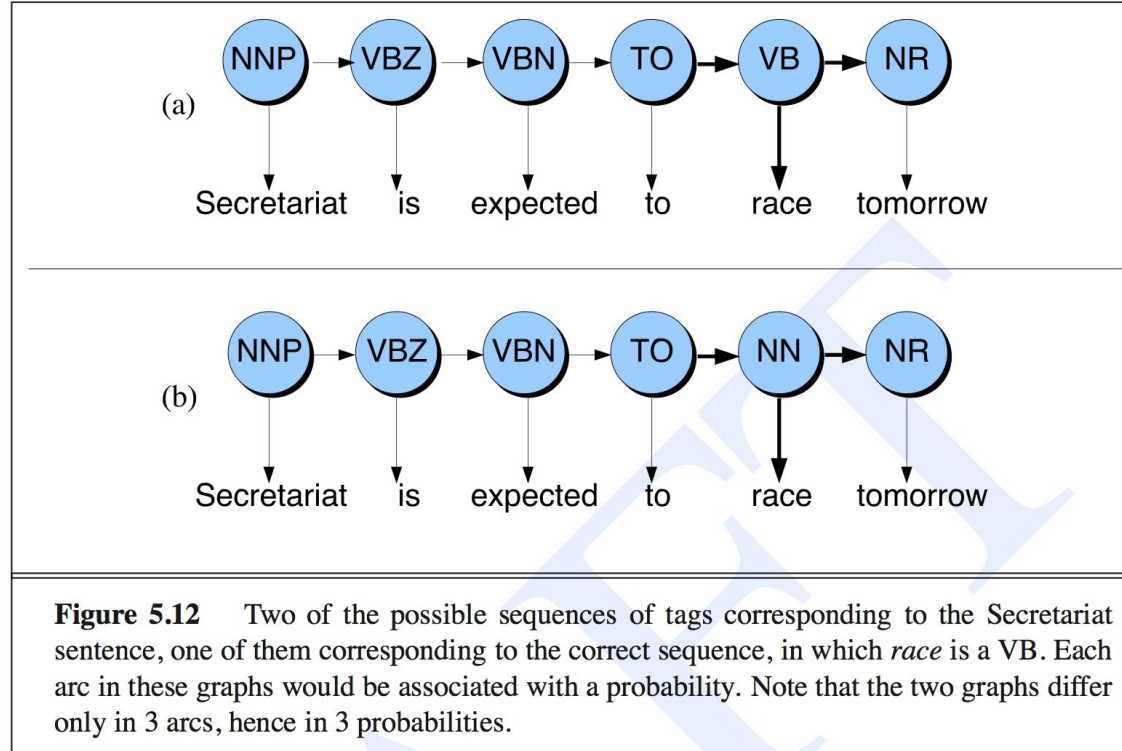 NNP VBZ VBN TO VB NR
(a)
Secretariat is expected to race tomorrow
NNP VBZ VBN TO NN NR
(b)
Secretariat is expected to race tomorrow
Figure 5.12 Two of the possible sequences of tags corresponding to the Secretariat
sentence, one of them corresponding to the correct sequence, in which race is a VB. Each
arc in these graphs would be associated with a probability. Note that the two graphs differ
only in 3 arcs, hence in 3 probabilities.